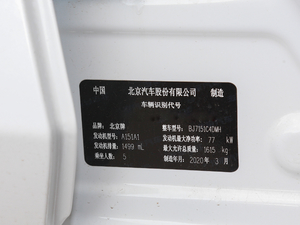 中国 北京汽车股份有限公司 制造
车辆识别代号
品牌 北京牌 整车型号 BJ7151C4DMH
发动机型号 A151A1 发动机最大净功率 77 kW
发动机排量 1499 mL 最大允许总质量 1615 kg
乘坐人数 5 制造年月 2020 年 3 月